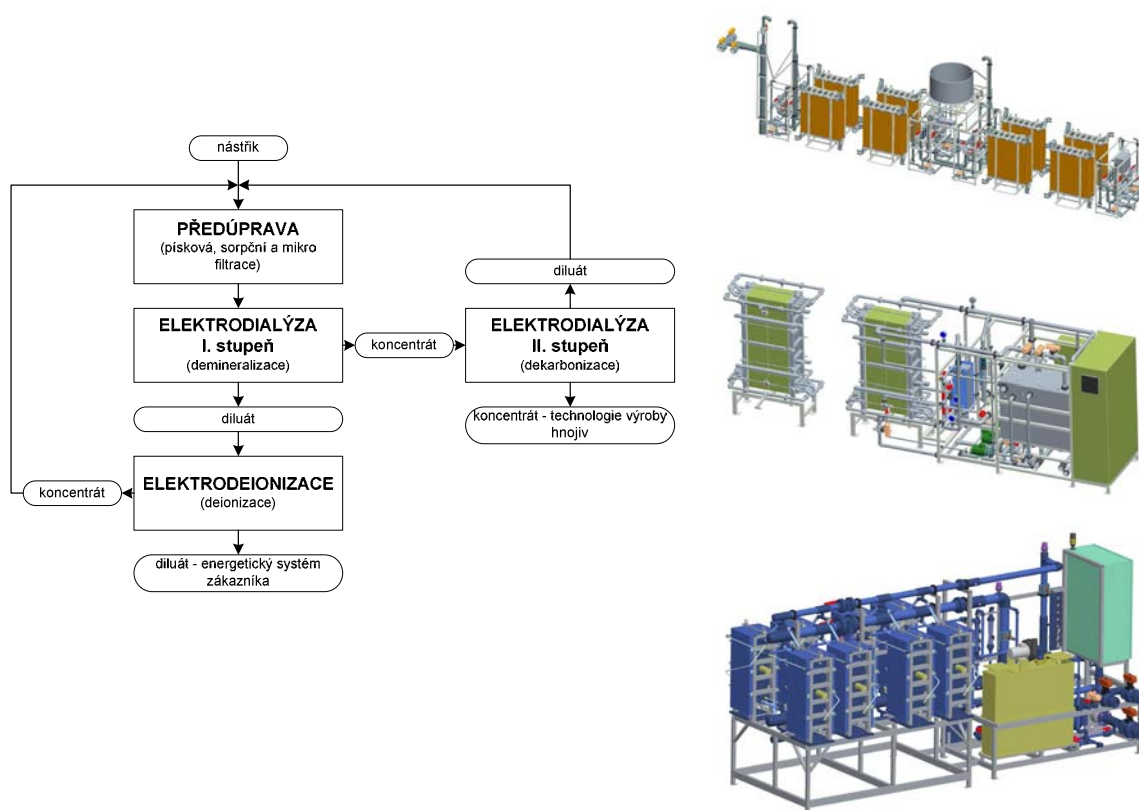 nástřik
PŘEDÚPRAVA
(písková, sorpční a mikro
filtrace)
diluát
ELEKTRODIALÝZA
I. stupeň
(demineralizace)
koncentrát
ELEKTRODIALÝZA
II. stupeň
(dekarbonizace)
diluát
koncentrát - technologie výroby
hnojiv
ELEKTRODEIONIZACE
(deionizace)
koncentrát
diluát - energetický systém
zákazníka